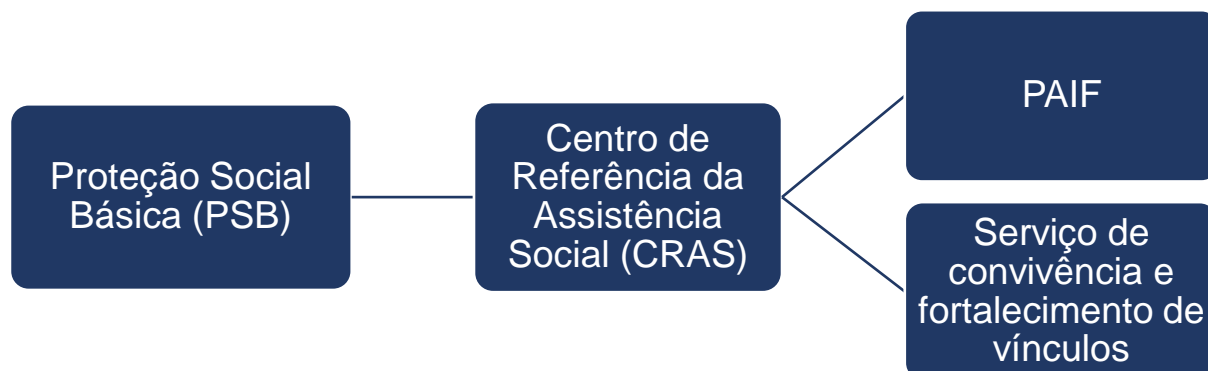 Proteção Social
Básica (PSB)
Centro de
Referência da
Assistência
Social (CRAS)
PAIF
Serviço de
convivência e
fortalecimento de
vínculos